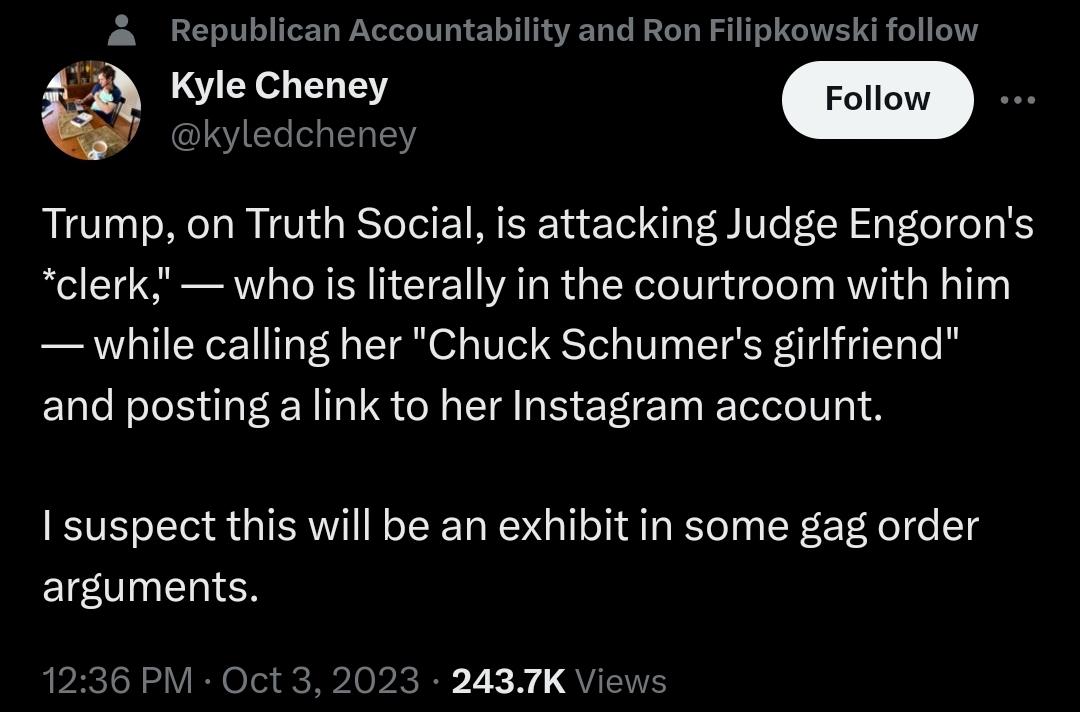 Republican Accountability and Ron Filipkowski follow
Kyle Cheney
Follow
@kyledcheney
Trump, on Truth Social, is attacking Judge Engoron's
*clerk," — who is literally in the courtroom with him
— while calling her "Chuck Schumer's girlfriend"
and posting a link to her Instagram account.
I suspect this will be an exhibit in some gag order
arguments.
12:36 PM · Oct 3, 2023 · 243.7K Views